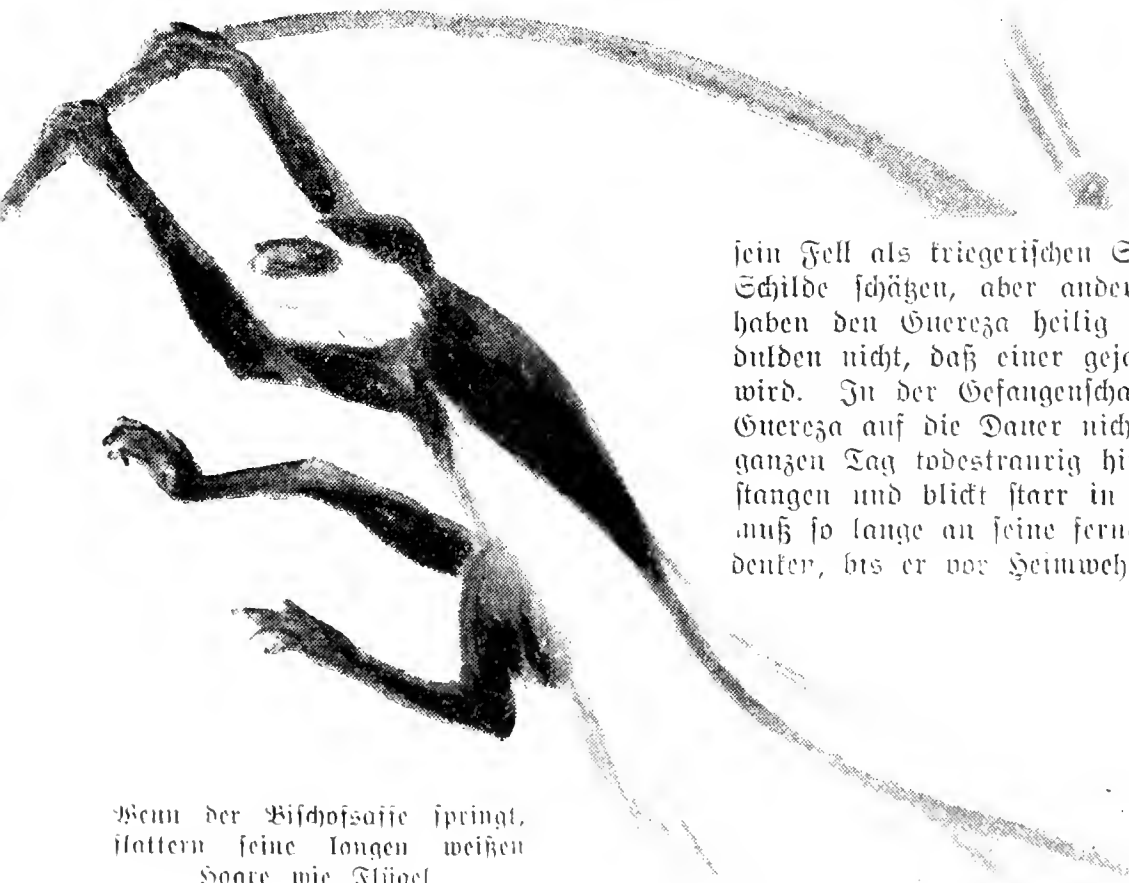 sein Fell als kriegerischen S
Schilde schätzen, aber ander
haben den Guereza heilig
dulden nicht, daß einer gej
wird. In der Gefangenscha
Guereza auf die Dauer nich
ganzen Tag todestraurig hi
stangen und blickt starr in
muß so lange an seine fern
denken, bis er vor Heimweh
Wenn der Bischofsaffe springt,
flattern seine langen weißen
Haare wie Flügel